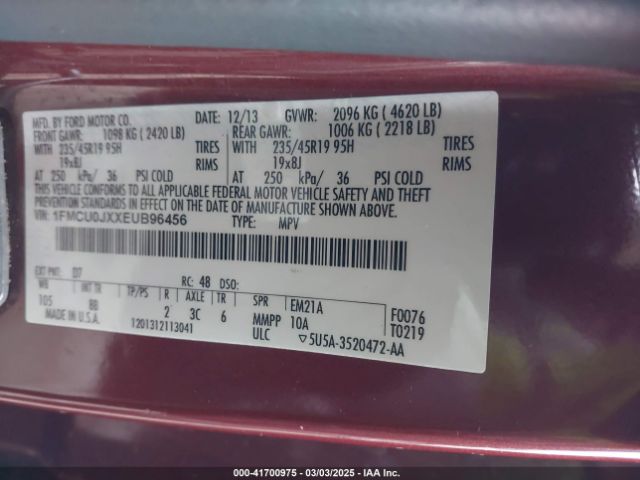 MFD. BY FORD MOTOR CO. DATE: 12/13 GVWR: 2096 KG (4620 LB)
FRONT GAWR: 1098 KG (2420 LB) REAR GAWR: 1006 KG (2218 LB)
WITH 235/45R19 95H TIRES WITH 235/45R19 95H TIRES
19x8J RIMS 19x8J RIMS
AT 250 kPa/ 36 PSI COLD AT 250 kPa/ 36 PSI COLD
THIS VEHICLE CONFORMS TO ALL APPLICABLE FEDERAL MOTOR VEHICLE SAFETY AND THEFT
PREVENTION STANDARDS IN EFFECT ON THE DATE OF MANUFACTURE SHOWN ABOVE.
VIN: 1FMCU0JXXEUB96456 TYPE: MPV
EXT PNT: D7 RC: 48 DSO:
WB TP/PS R AXLE TR SPR EM21A F0076
105 BB 2 3C 6 MMPP 10A T0219
MADE IN U.S.A. 1201312113041 ULC ▽5U5A-3520472-AA
000-41700975 - 03/03/2025 - IAA Inc.